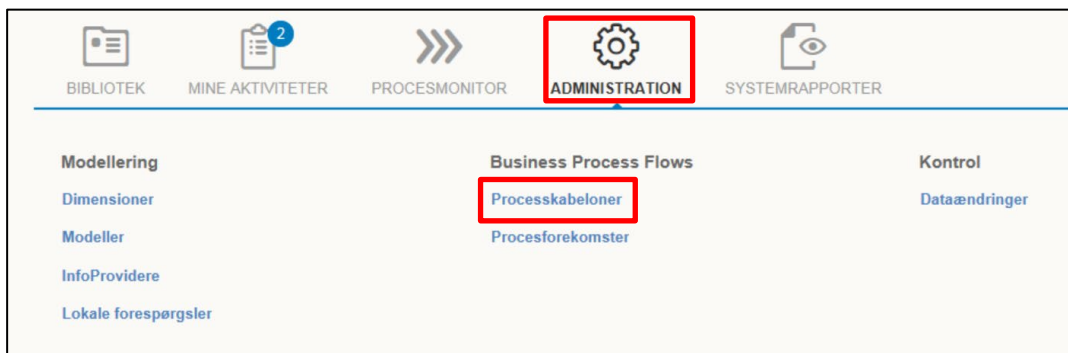 2
BIBLIOTEK MINE AKTIVITETER PROCESMONITOR ADMINISTRATION SYSTEMRAPPORTER
Modellering
Dimensioner
Modeller
InfoProvidere
Lokale forespørgsler
Business Process Flows
Processkabeloner
Procesforekomster
Kontrol
Dataændringer